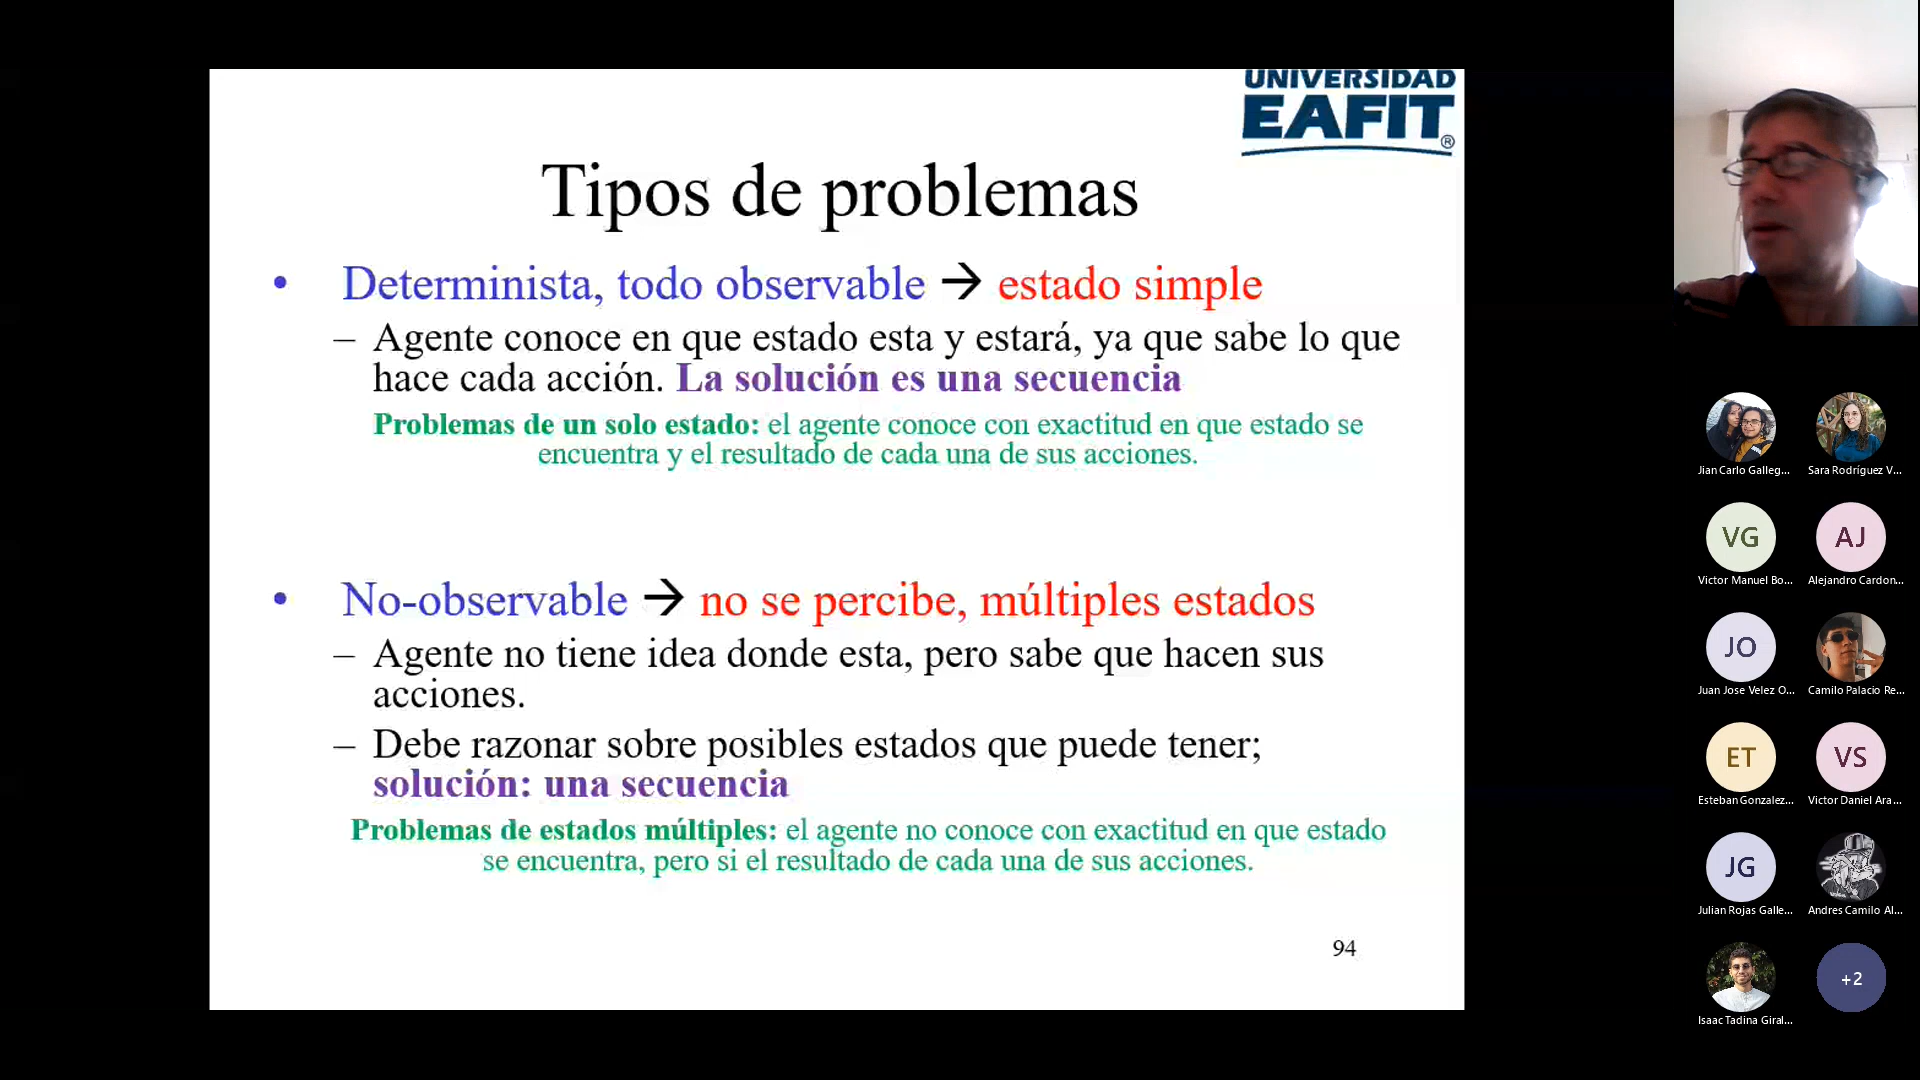 UNIVERSIDAD
EAFIT®
Tipos de problemas
• Determinista, todo observable → estado simple
– Agente conoce en que estado esta y estará, ya que sabe lo que
hace cada acción. La solución es una secuencia
Problemas de un solo estado: el agente conoce con exactitud en que estado se
encuentra y el resultado de cada una de sus acciones.
• No-observable → no se percibe, múltiples estados
– Agente no tiene idea donde esta, pero sabe que hacen sus
acciones.
– Debe razonar sobre posibles estados que puede tener;
solución: una secuencia
Problemas de estados múltiples: el agente no conoce con exactitud en que estado
se encuentra, pero si el resultado de cada una de sus acciones.
94
Jian Carlo Galleg...
Sara Rodríguez V...
VG
AJ
Victor Manuel Bo...
Alejandro Cardon...
JO
Juan Jose Velez O...
Camilo Palacio Re...
ET
VS
Esteban Gonzalez...
Victor Daniel Ara...
JG
Julian Rojas Galle...
Andres Camilo Al...
+2
Isaac Tadina Giral...